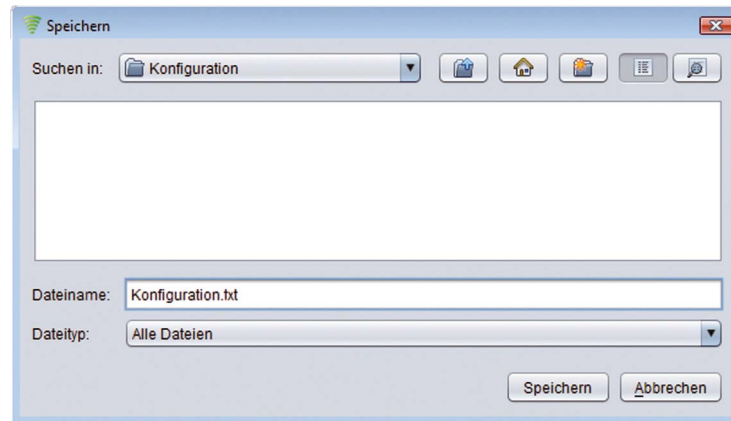 Speichern
Suchen in: Konfiguration
Dateiname: Konfiguration.txt
Dateityp: Alle Dateien
Speichern Abbrechen